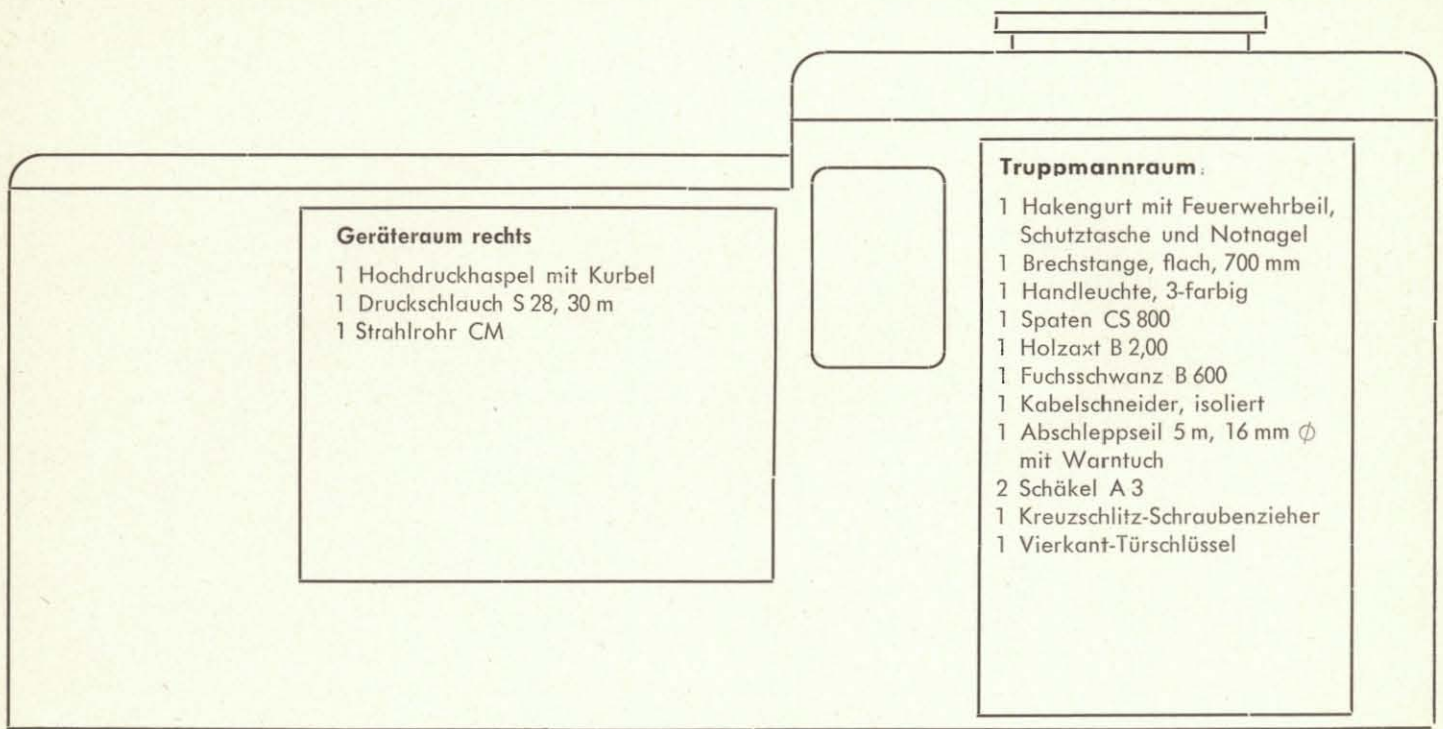 Geräteraum rechts
1 Hochdruckhaspel mit Kurbel
1 Druckschlauch S 28, 30 m
1 Strahlrohr CM
Truppmannraum:
1 Hakengurt mit Feuerwehrbeil,
Schutztasche und Notnagel
1 Brechstange, flach, 700 mm
1 Handleuchte, 3-farbig
1 Spaten CS 800
1 Holzaxt B 2,00
1 Fuchsschwanz B 600
1 Kabelschneider, isoliert
1 Abschleppseil 5 m, 16 mm ∅
mit Warntuch
2 Schäkel A 3
1 Kreuzschlitz-Schraubenzieher
1 Vierkant-Türschlüssel